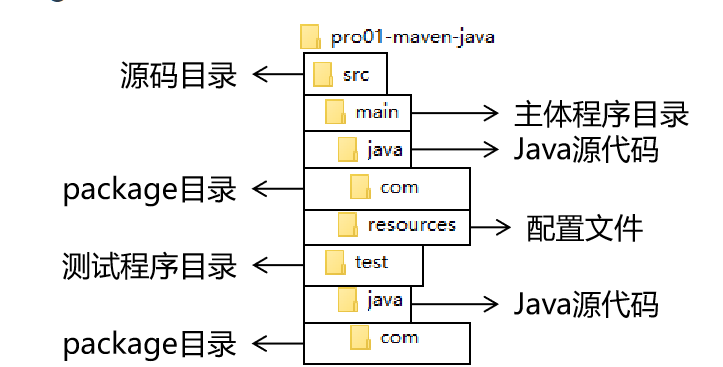 pro01-maven-java
源码目录 src
main 主体程序目录
java Java源代码
package目录 com
resources 配置文件
测试程序目录 test
java Java源代码
package目录 com